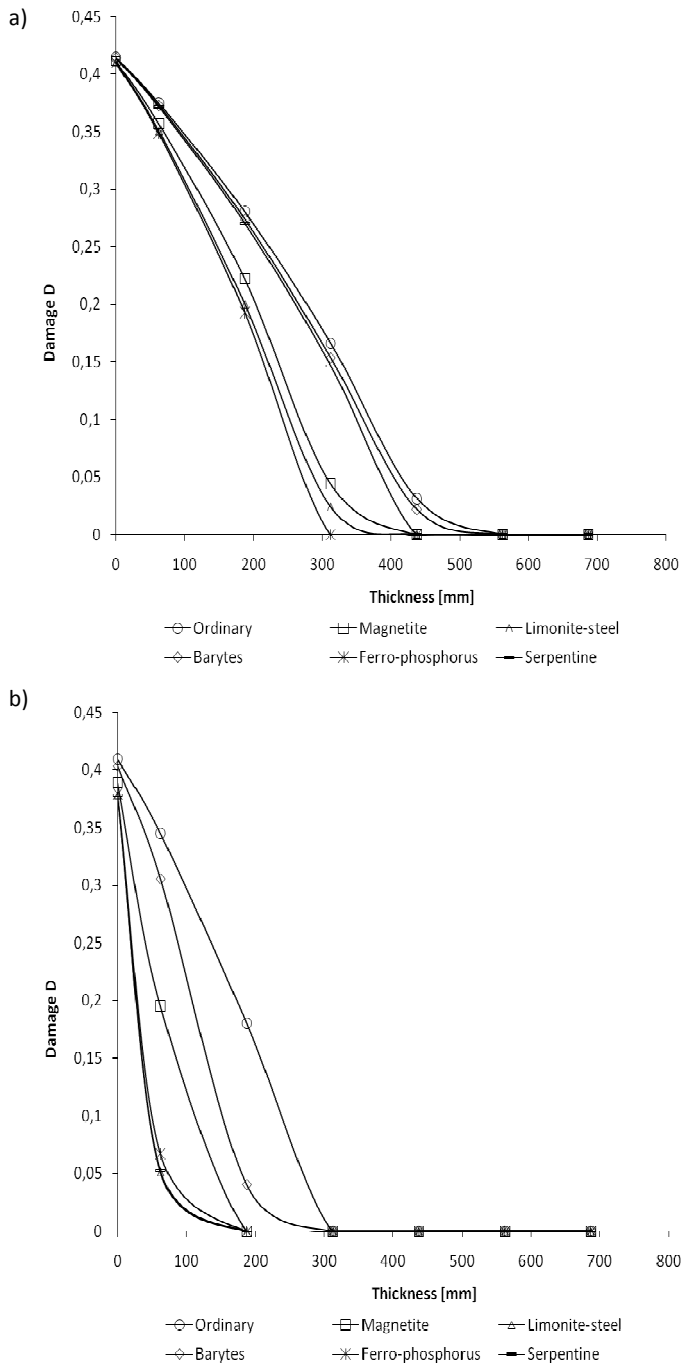 a)
0,45
0,4
0,35
0,3
0,25
0,2
0,15
0,1
0,05
0
Damage D
0 100 200 300 400 500 600 700 800
Thickness [mm]
Ordinary Magnetite Limonite-steel
Barytes Ferro-phosphorus Serpentine
b)
0,45
0,4
0,35
0,3
0,25
0,2
0,15
0,1
0,05
0
Damage D
0 100 200 300 400 500 600 700 800
Thickness [mm]
Ordinary Magnetite Limonite-steel
Barytes Ferro-phosphorus Serpentine